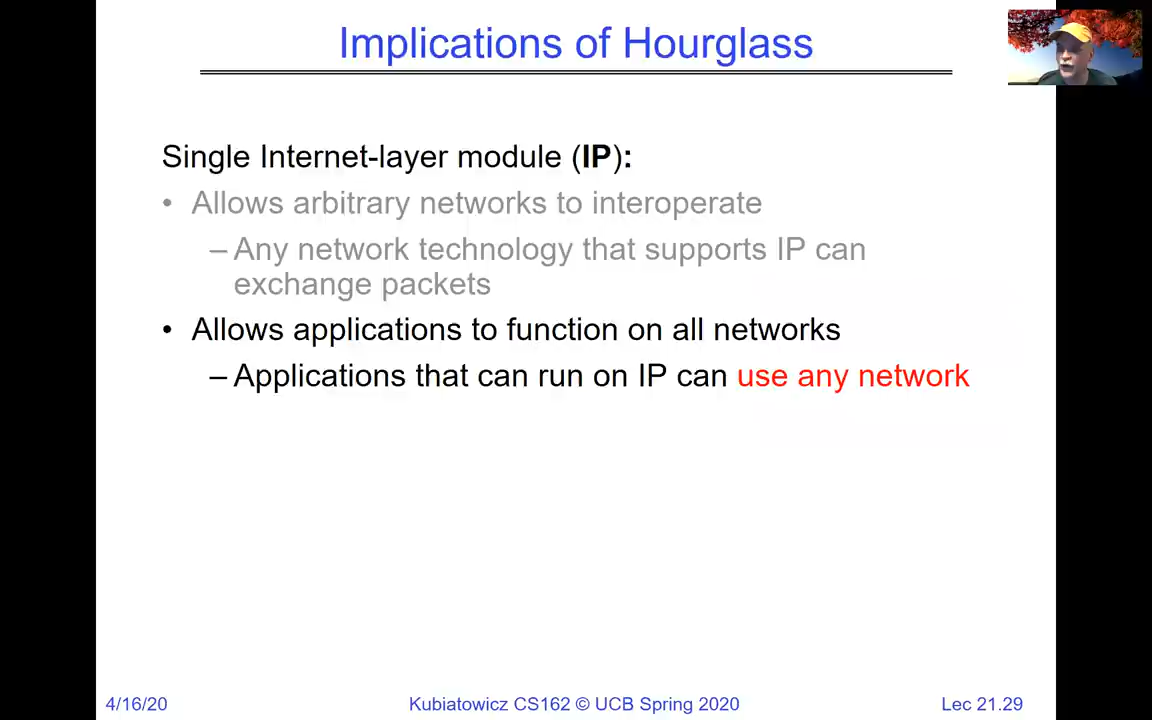 Implications of Hourglass
Single Internet-layer module (IP):
• Allows arbitrary networks to interoperate
– Any network technology that supports IP can
exchange packets
• Allows applications to function on all networks
– Applications that can run on IP can use any network
4/16/20
Kubiatowicz CS162 © UCB Spring 2020
Lec 21.29